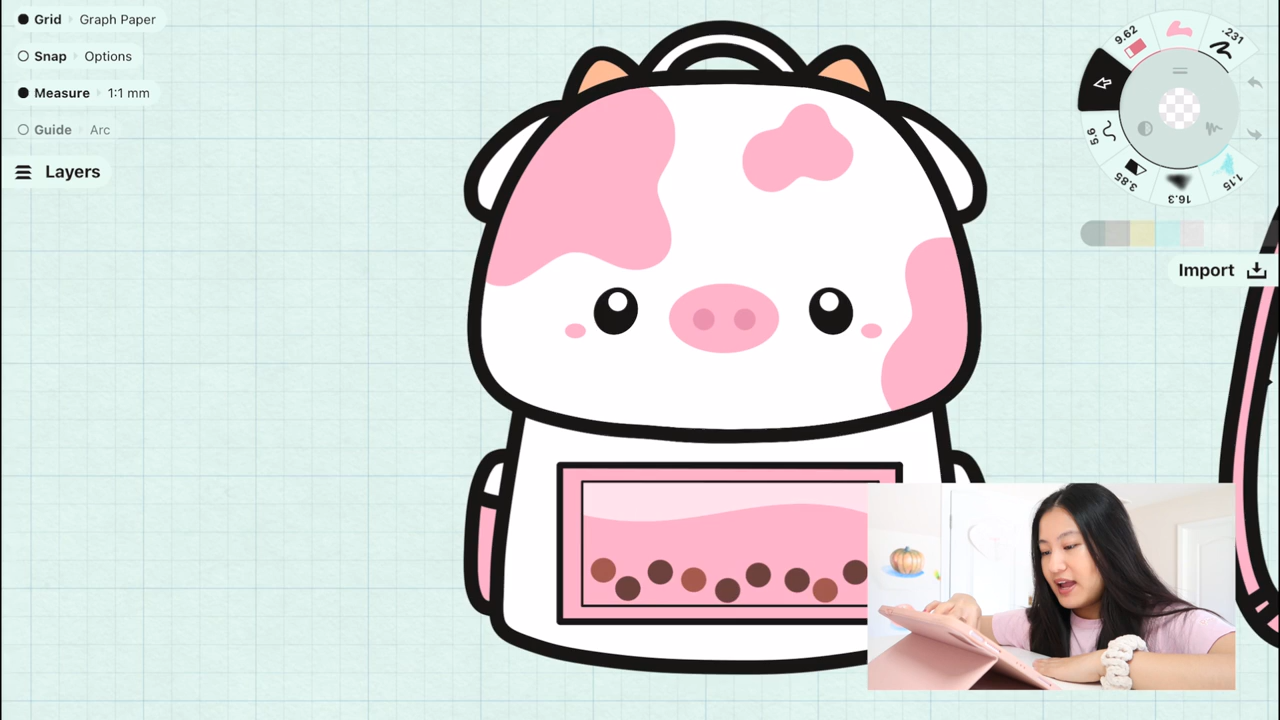 Grid Graph Paper
Snap Options
Measure 1:1 mm
Guide Arc
Layers
9.62
.231
5.6
3.85
16.3
1.15
Import